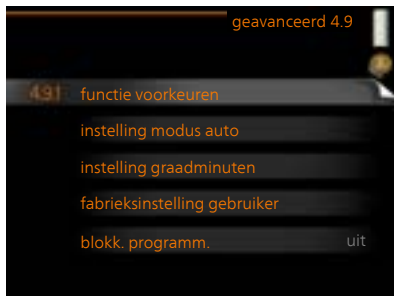 geavanceerd 4.9
4.9.1 functie voorkeuren
instelling modus auto
instelling graadminuten
fabrieksinstelling gebruiker
blokk. programm. uit